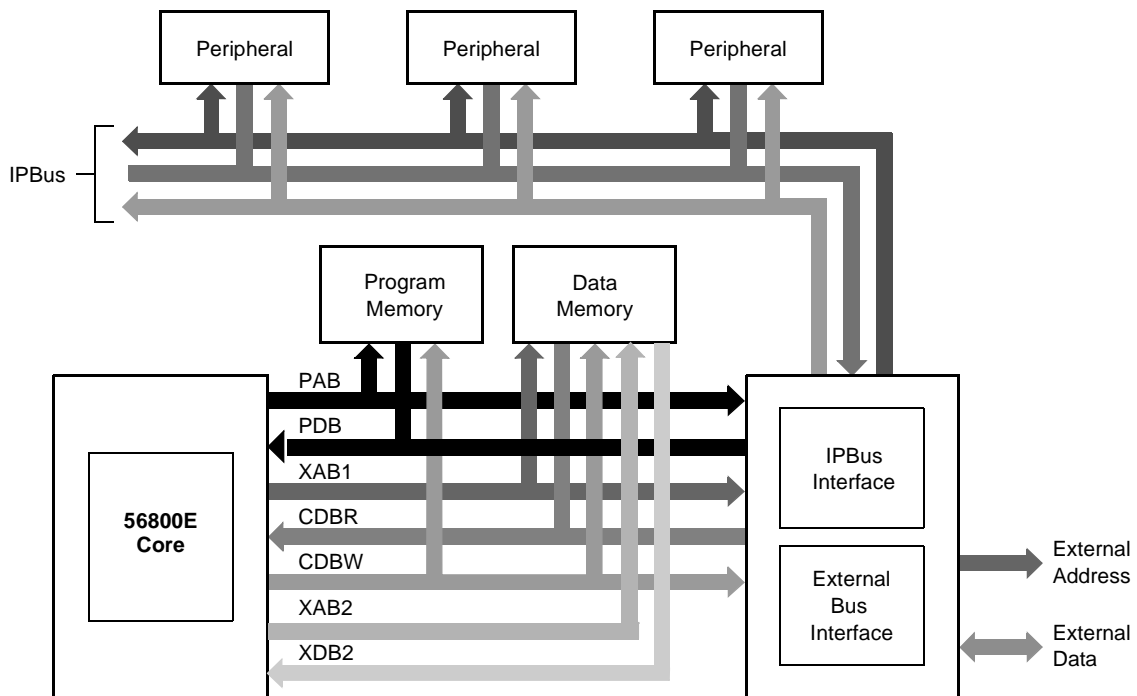 Peripheral
Peripheral
Peripheral
IPBus
Program
Memory
Data
Memory
PAB
PDB
XAB1
CDBR
CDBW
XAB2
XDB2
56800E
Core
IPBus
Interface
External
Bus
Interface
External
Address
External
Data